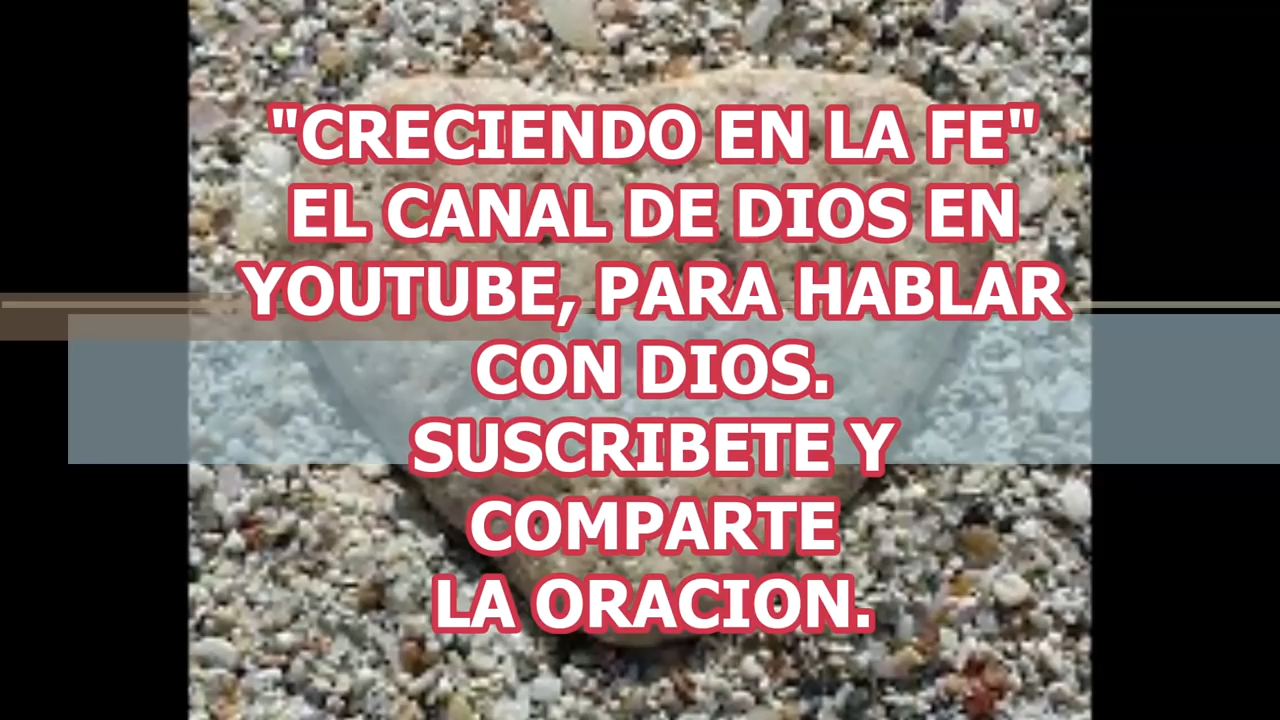 "CRECIENDO EN LA FE"
EL CANAL DE DIOS EN
YOUTUBE, PARA HABLAR
CON DIOS.
SUSCRIBETE Y
COMPARTE
LA ORACION.